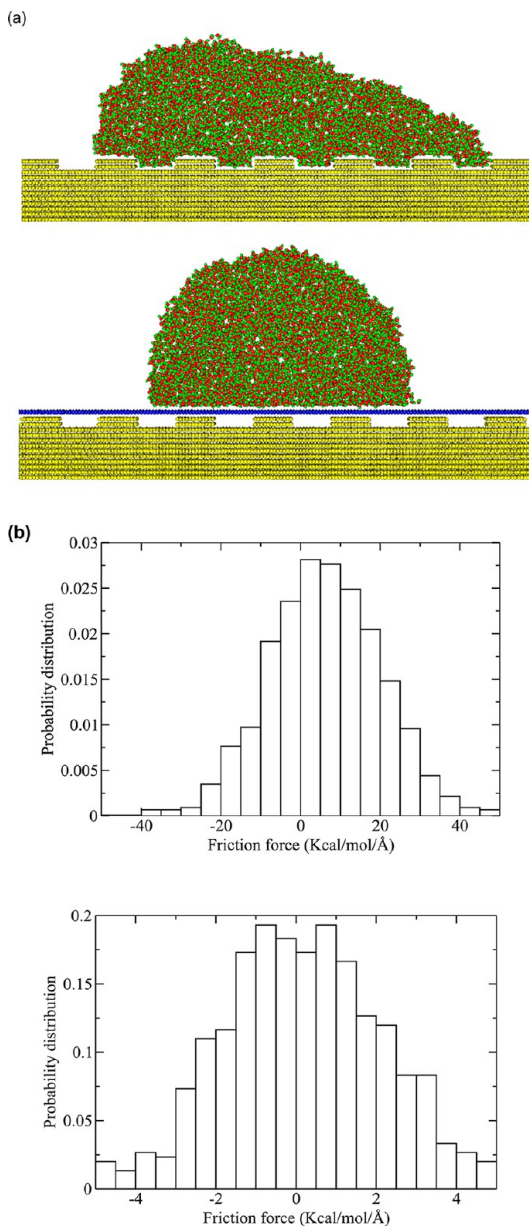 (a)
(b)
0.03
0.025
0.02
0.015
0.01
0.005
0
Probability distribution
-40 -20 0 20 40
Friction force (Kcal/mol/Å)
0.2
0.15
0.1
0.05
0
Probability distribution
-4 -2 0 2 4
Friction force (Kcal/mol/Å)